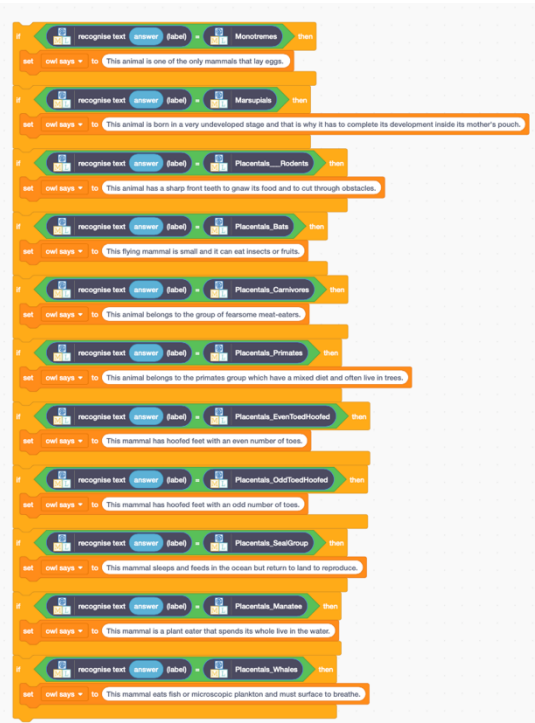 if recognise text answer (label) = Monotremes then
set owl says to This animal is one of the only mammals that lay eggs.
if recognise text answer (label) = Marsupials then
set owl says to This animal is born in a very undeveloped stage and that is why it has to complete its development inside its mother's pouch.
if recognise text answer (label) = Placentals___Rodents then
set owl says to This animal has a sharp front teeth to gnaw its food and to cut through obstacles.
if recognise text answer (label) = Placentals_Bats then
set owl says to This flying mammal is small and it can eat insects or fruits.
if recognise text answer (label) = Placentals_Carnivores then
set owl says to This animal belongs to the group of fearsome meat-eaters.
if recognise text answer (label) = Placentals_Primates then
set owl says to This animal belongs to the primates group which have a mixed diet and often live in trees.
if recognise text answer (label) = Placentals_EvenToedHoofed then
set owl says to This mammal has hoofed feet with an even number of toes.
if recognise text answer (label) = Placentals_OddToedHoofed then
set owl says to This mammal has hoofed feet with an odd number of toes.
if recognise text answer (label) = Placentals_SealGroup then
set owl says to This mammal sleeps and feeds in the ocean but return to land to reproduce.
if recognise text answer (label) = Placentals_Manatee then
set owl says to This mammal is a plant eater that spends its whole live in the water.
if recognise text answer (label) = Placentals_Whales then
set owl says to This mammal eats fish or microscopic plankton and must surface to breathe.